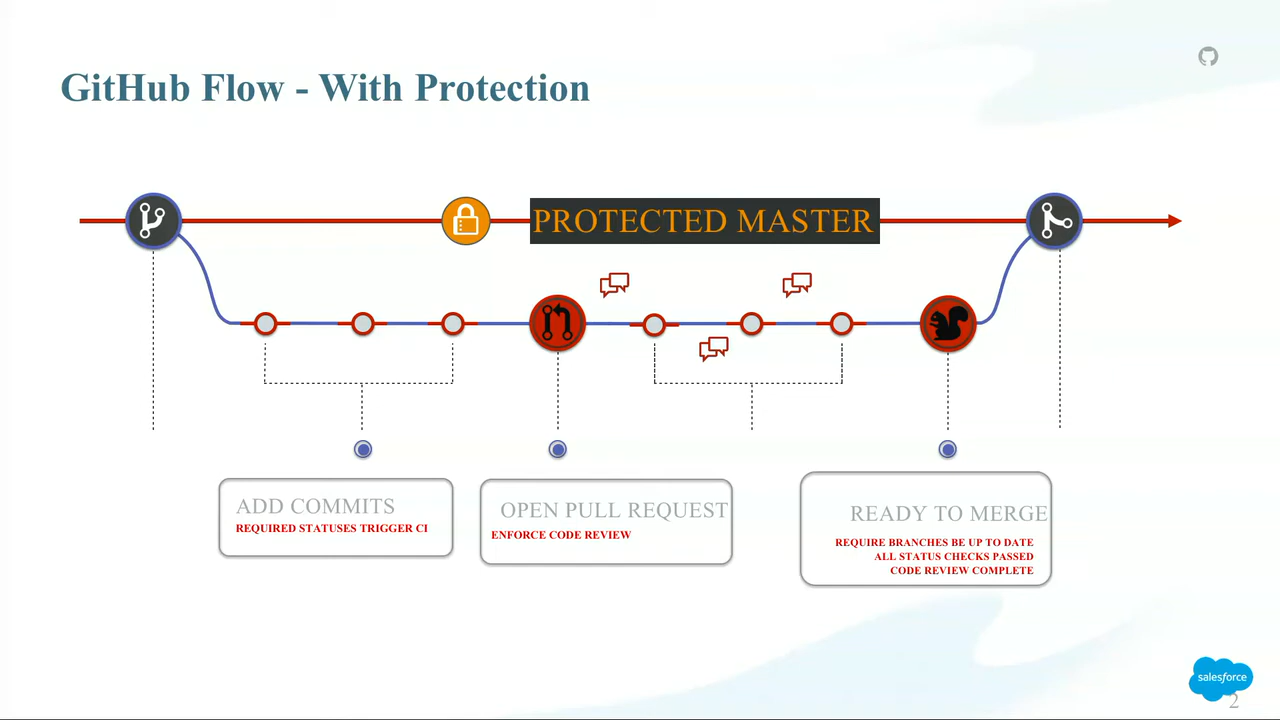 GitHub Flow - With Protection
PROTECTED MASTER
ADD COMMITS
REQUIRED STATUSES TRIGGER CI
OPEN PULL REQUEST
ENFORCE CODE REVIEW
READY TO MERGE
REQUIRE BRANCHES BE UP TO DATE
ALL STATUS CHECKS PASSED
CODE REVIEW COMPLETE
salesforce
2